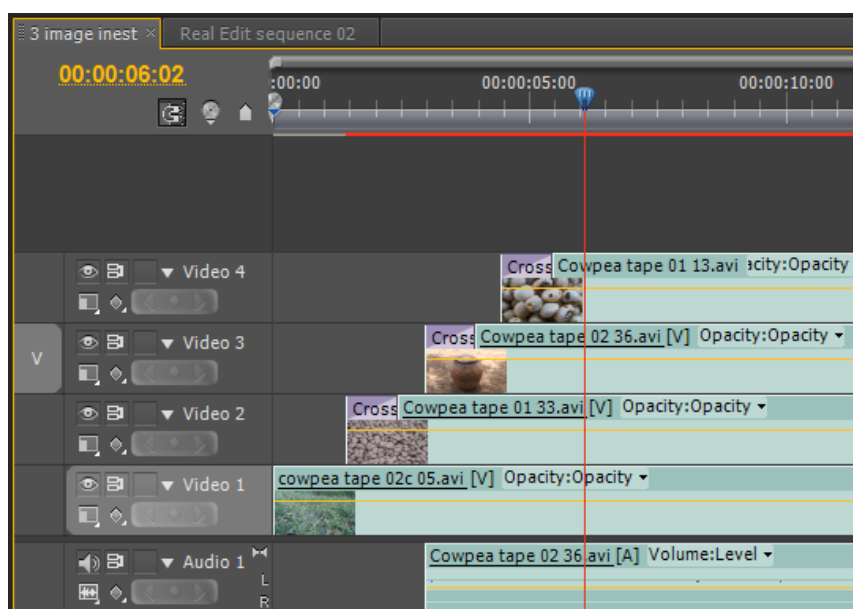 3 image inest × Real Edit sequence 02
00:00:06:02
:00:00 00:00:05:00 00:00:10:00
Video 4 Cross Cowpea tape 01 13.avi acity:Opacity
V Video 3 Cross Cowpea tape 02 36.avi [V] Opacity:Opacity
Video 2 Cross Cowpea tape 01 33.avi [V] Opacity:Opacity
Video 1 cowpea tape 02c 05.avi [V] Opacity:Opacity
Audio 1 Cowpea tape 02 36.avi [A] Volume:Level
L
R